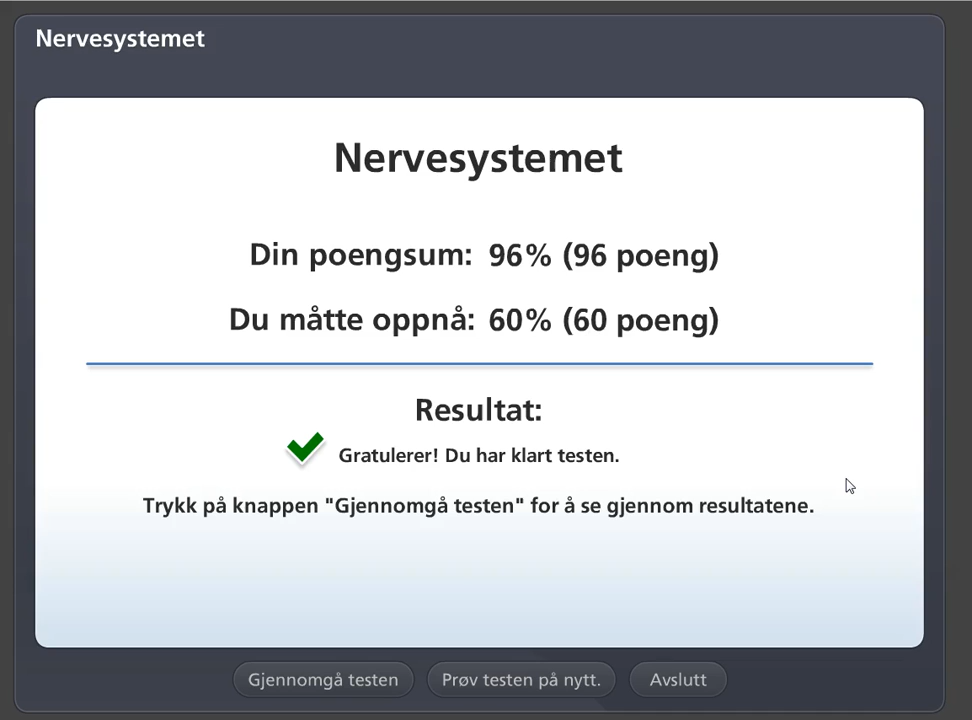 Nervesystemet
Nervesystemet
Din poengsum: 96% (96 poeng)
Du måtte oppnå: 60% (60 poeng)
Resultat:
Gratulerer! Du har klart testen.
Trykk på knappen "Gjennomgå testen" for å se gjennom resultatene.
Gjennomgå testen Prøv testen på nytt. Avslutt